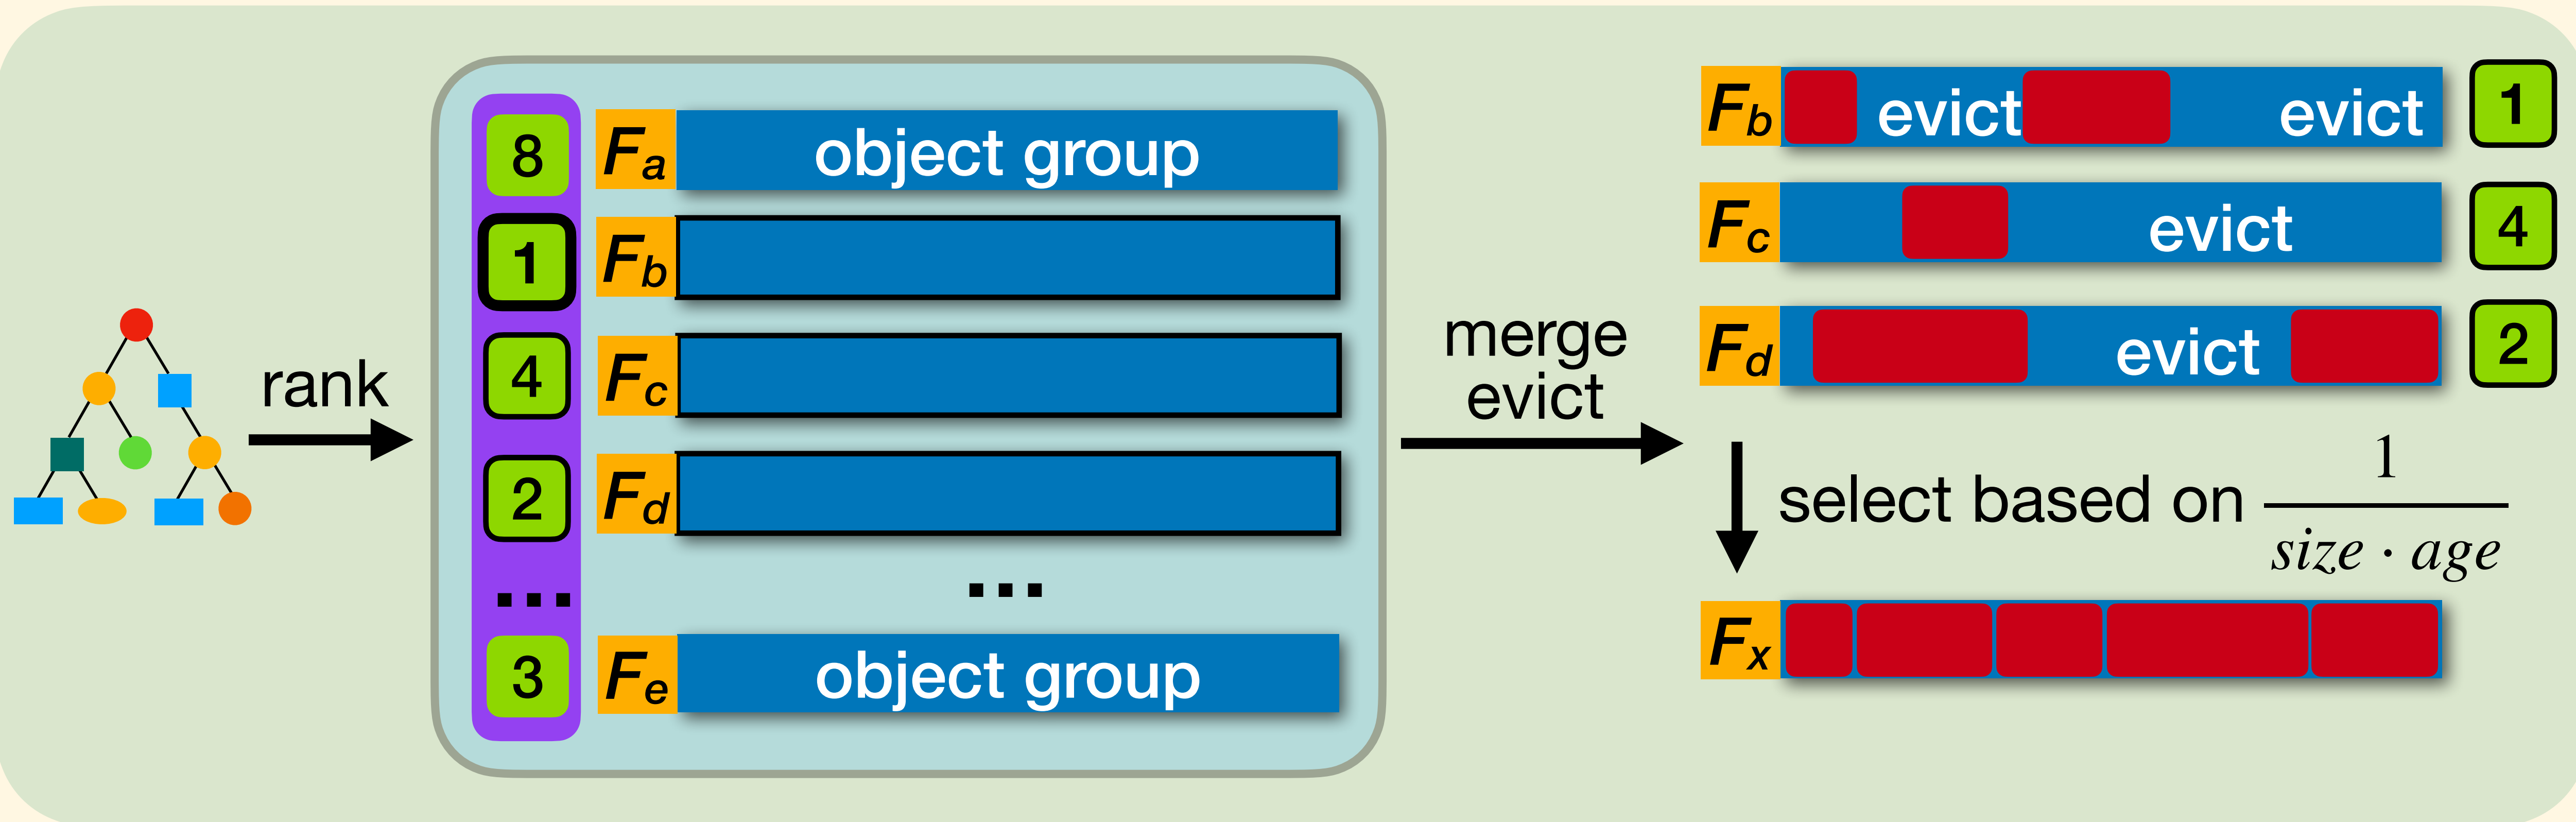 rank
8 Fa object group
1 Fb
4 Fc
2 Fd
... ...
3 Fe object group
merge
evict
Fb evict evict 1
Fc evict 4
Fd evict 2
select based on 1 / size · age
Fx